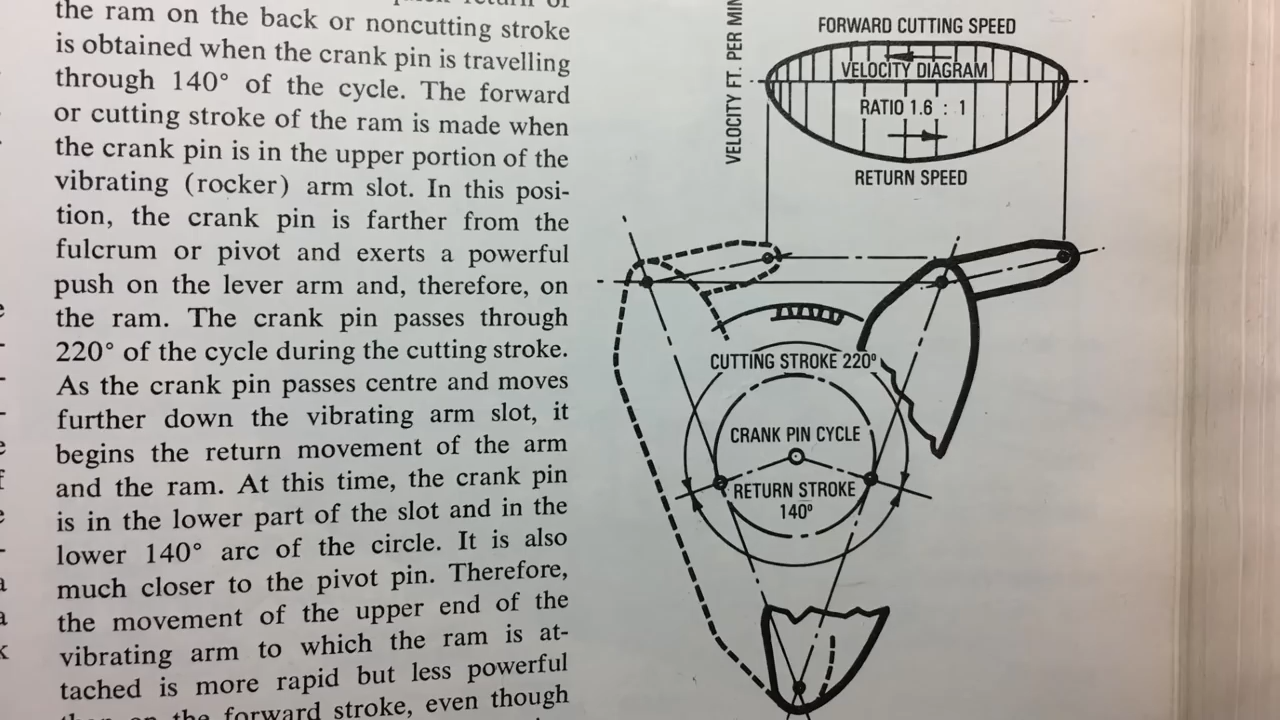 the ram on the back or noncutting stroke
is obtained when the crank pin is travelling
through 140° of the cycle. The forward
or cutting stroke of the ram is made when
the crank pin is in the upper portion of the
vibrating (rocker) arm slot. In this posi-
tion, the crank pin is farther from the
fulcrum or pivot and exerts a powerful
push on the lever arm and, therefore, on
the ram. The crank pin passes through
220° of the cycle during the cutting stroke.
As the crank pin passes centre and moves
further down the vibrating arm slot, it
begins the return movement of the arm
and the ram. At this time, the crank pin
is in the lower part of the slot and in the
lower 140° arc of the circle. It is also
much closer to the pivot pin. Therefore,
the movement of the upper end of the
vibrating arm to which the ram is at-
tached is more rapid but less powerful
the forward stroke, even though
VELOCITY FT. PER MIN
FORWARD CUTTING SPEED
VELOCITY DIAGRAM
RATIO 1.6 : 1
RETURN SPEED
CUTTING STROKE 220°
CRANK PIN CYCLE
RETURN STROKE
140°